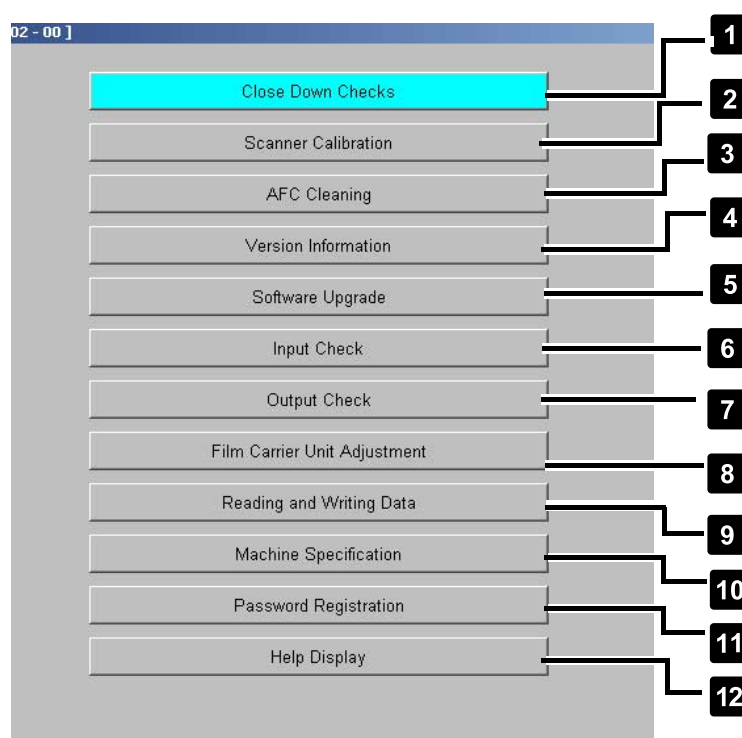 02 - 00 ]
1
Close Down Checks
2
Scanner Calibration
3
AFC Cleaning
4
Version Information
5
Software Upgrade
6
Input Check
7
Output Check
8
Film Carrier Unit Adjustment
9
Reading and Writing Data
10
Machine Specification
11
Password Registration
12
Help Display